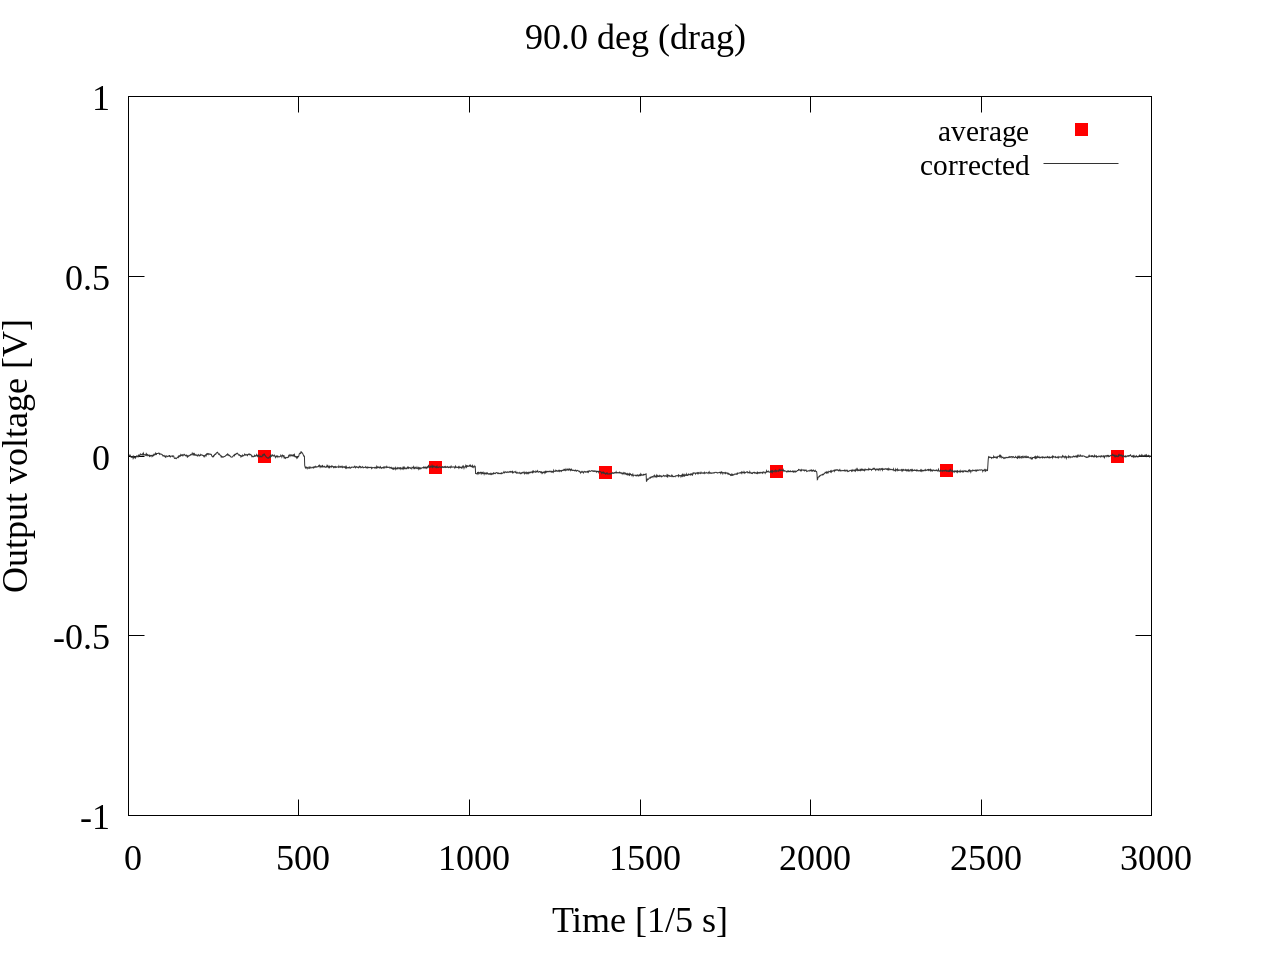 90.0 deg (drag)
average
corrected
1
0.5
0
-0.5
-1
Output voltage [V]
0 500 1000 1500 2000 2500 3000
Time [1/5 s]